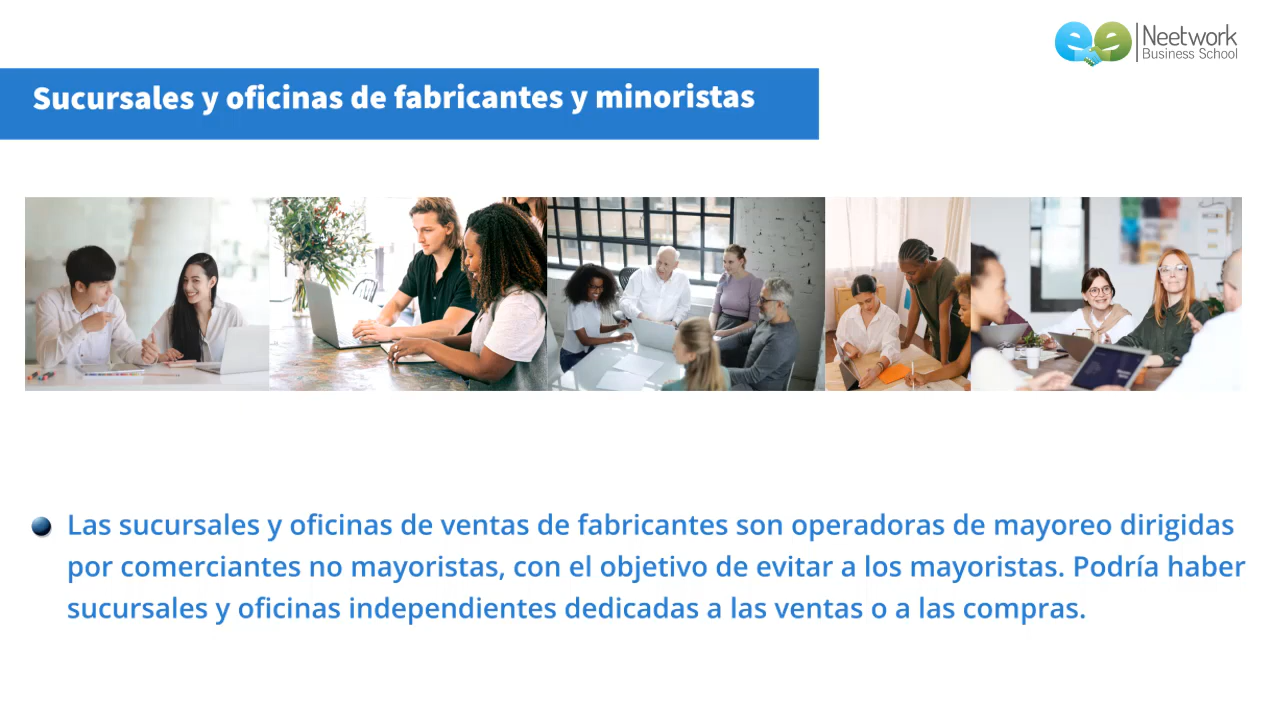 Neetwork
Business School
Sucursales y oficinas de fabricantes y minoristas
Las sucursales y oficinas de ventas de fabricantes son operadoras de mayoreo dirigidas
por comerciantes no mayoristas, con el objetivo de evitar a los mayoristas. Podría haber
sucursales y oficinas independientes dedicadas a las ventas o a las compras.